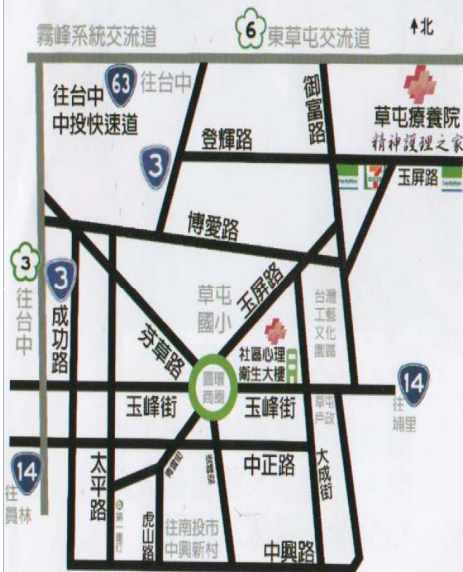 6
東草屯交流道
北
霧峰系統交流道
往台中
63
往台中
中投快速道
御富路
草屯療養院
精神護理之家
登輝路
3
玉屏路
博愛路
3
往台中
3
成功路
玉屏路
草屯
國小
台灣
工藝
文化
園區
芬草路
社區心理
衛生大樓
圓環
商圈
14
往
埔里
玉峰街
玉峰街
草屯
戶政
14
往
員林
太平路
中正路
大成街
虎山路
往南投市
中興新村
中興路